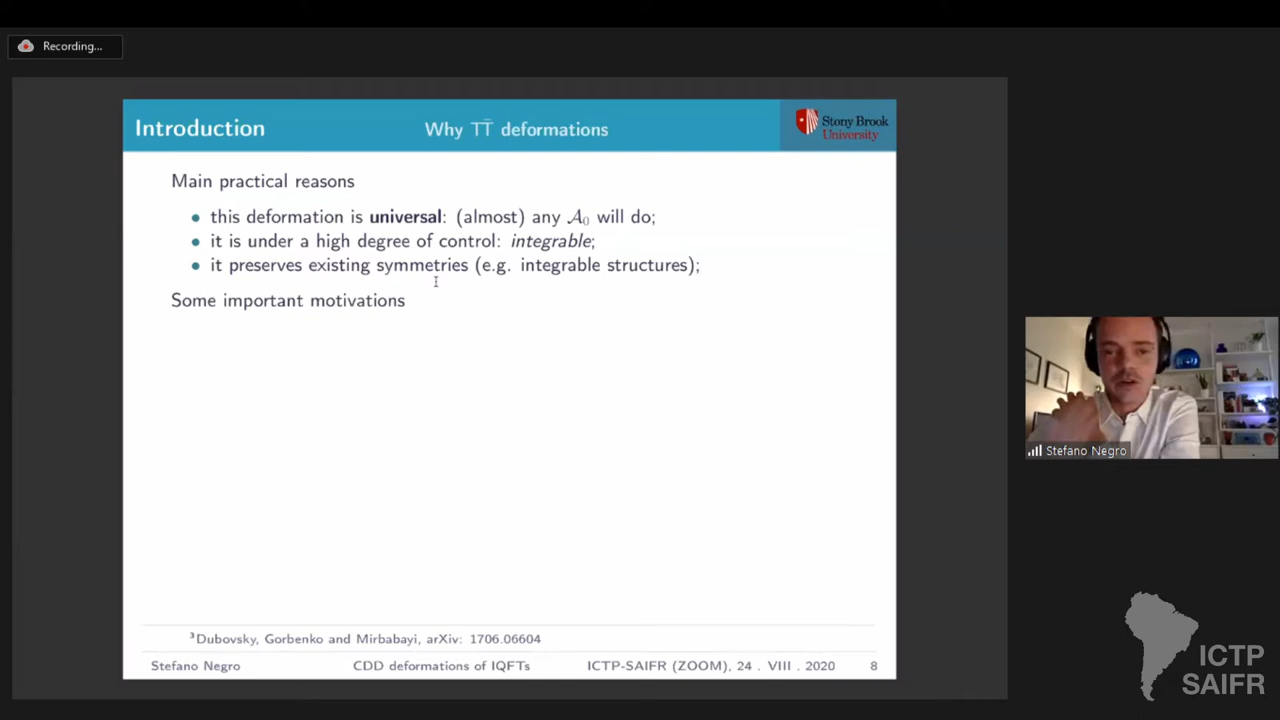 Recording...
Introduction
Why TT̄ deformations
Stony Brook
University
Main practical reasons
• this deformation is universal: (almost) any 𝒜₀ will do;
• it is under a high degree of control: integrable;
• it preserves existing symmetries (e.g. integrable structures);
Some important motivations
³Dubovsky, Gorbenko and Mirbabayi, arXiv: 1706.06604
Stefano Negro
CDD deformations of IQFTs
ICTP-SAIFR (ZOOM), 24 . VIII . 2020
8
Stefano Negro
ICTP
SAIFR